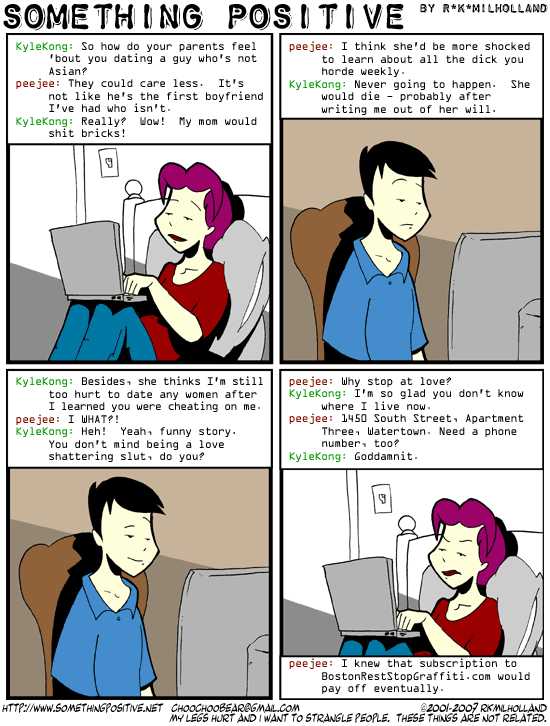 SOMETHING POSITIVE BY R*K*MILHOLLAND
KyleKong: So how do your parents feel
'bout you dating a guy who's not
Asian?
peejee: They could care less. It's
not like he's the first boyfriend
I've had who isn't.
KyleKong: Really? Wow! My mom would
shit bricks!
peejee: I think she'd be more shocked
to learn about all the dick you
horde weekly.
KyleKong: Never going to happen. She
would die - probably after
writing me out of her will.
KyleKong: Besides, she thinks I'm still
too hurt to date any women after
I learned you were cheating on me.
peejee: I WHAT?!
KyleKong: Heh! Yeah, funny story.
You don't mind being a love
shattering slut, do you?
peejee: Why stop at love?
KyleKong: I'm so glad you don't know
where I live now.
peejee: 1450 South Street, Apartment
Three, Watertown. Need a phone
number, too?
KyleKong: Goddamnit.
peejee: I knew that subscription to
BostonRestStopGraffiti.com would
pay off eventually.
HTTP://WWW.SOMETHINGPOSITIVE.NET CHOOCHOOBEAR@GMAIL.COM ©2001-2009 RKMILHOLLAND
MY LEGS HURT AND I WANT TO STRANGLE PEOPLE. THESE THINGS ARE NOT RELATED.